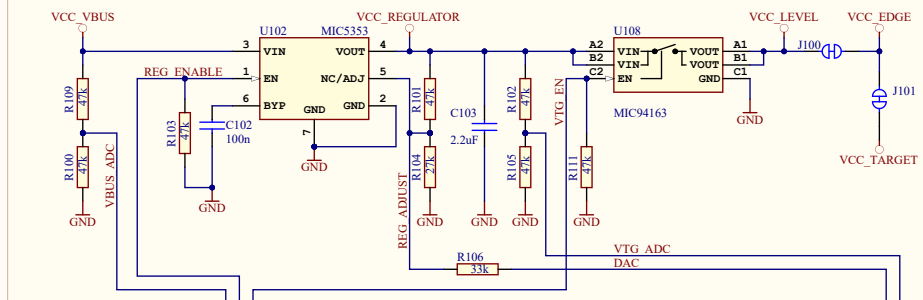 VCC_VBUS
VCC_REGULATOR
VCC_LEVEL
VCC_EDGE
U102
MIC5353
U108
3
VIN
VOUT
4
A2
VIN
VOUT
A1
B2
VIN
VOUT
B1
J100
REG_ENABLE
1
EN
NC/ADJ
5
C2
EN
GND
C1
R109
47k
6
BYP
GND
2
GND
7
R101
47k
R102
47k
VTG_EN
J101
R103
47k
C102
100n
C103
2.2uF
MIC94163
GND
R100
47k
VBUS_ADC
GND
R104
27k
R105
47k
R111
47k
VCC_TARGET
GND
GND
REG_ADJUST
GND
GND
GND
GND
R106
33k
VTG_ADC
DAC